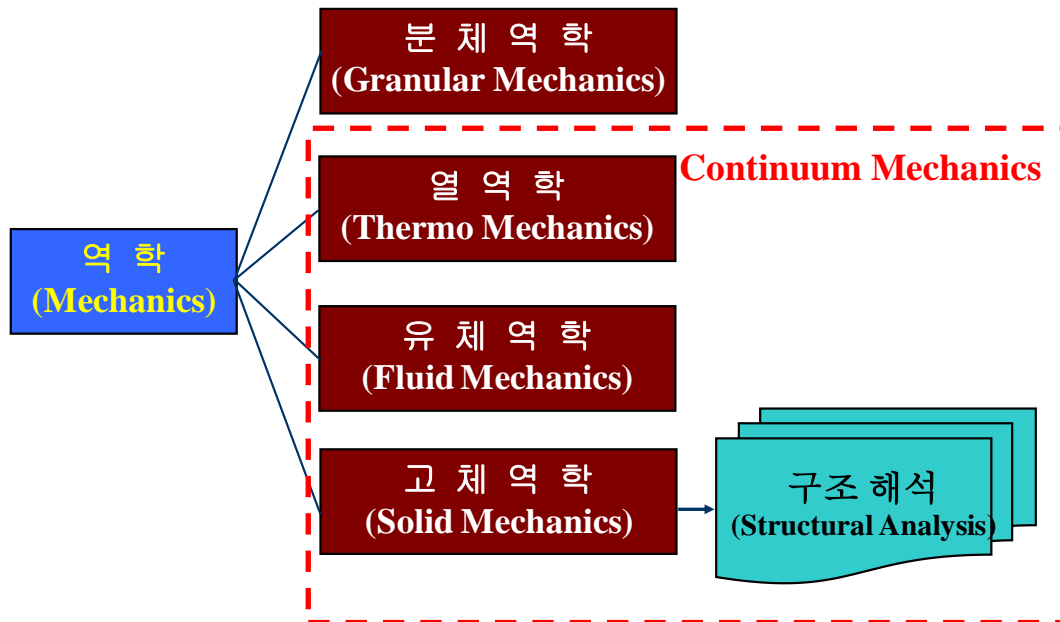 분 체 역 학
(Granular Mechanics)
Continuum Mechanics
열 역 학
(Thermo Mechanics)
역 학
(Mechanics)
유 체 역 학
(Fluid Mechanics)
고 체 역 학
(Solid Mechanics)
구조 해석
(Structural Analysis)